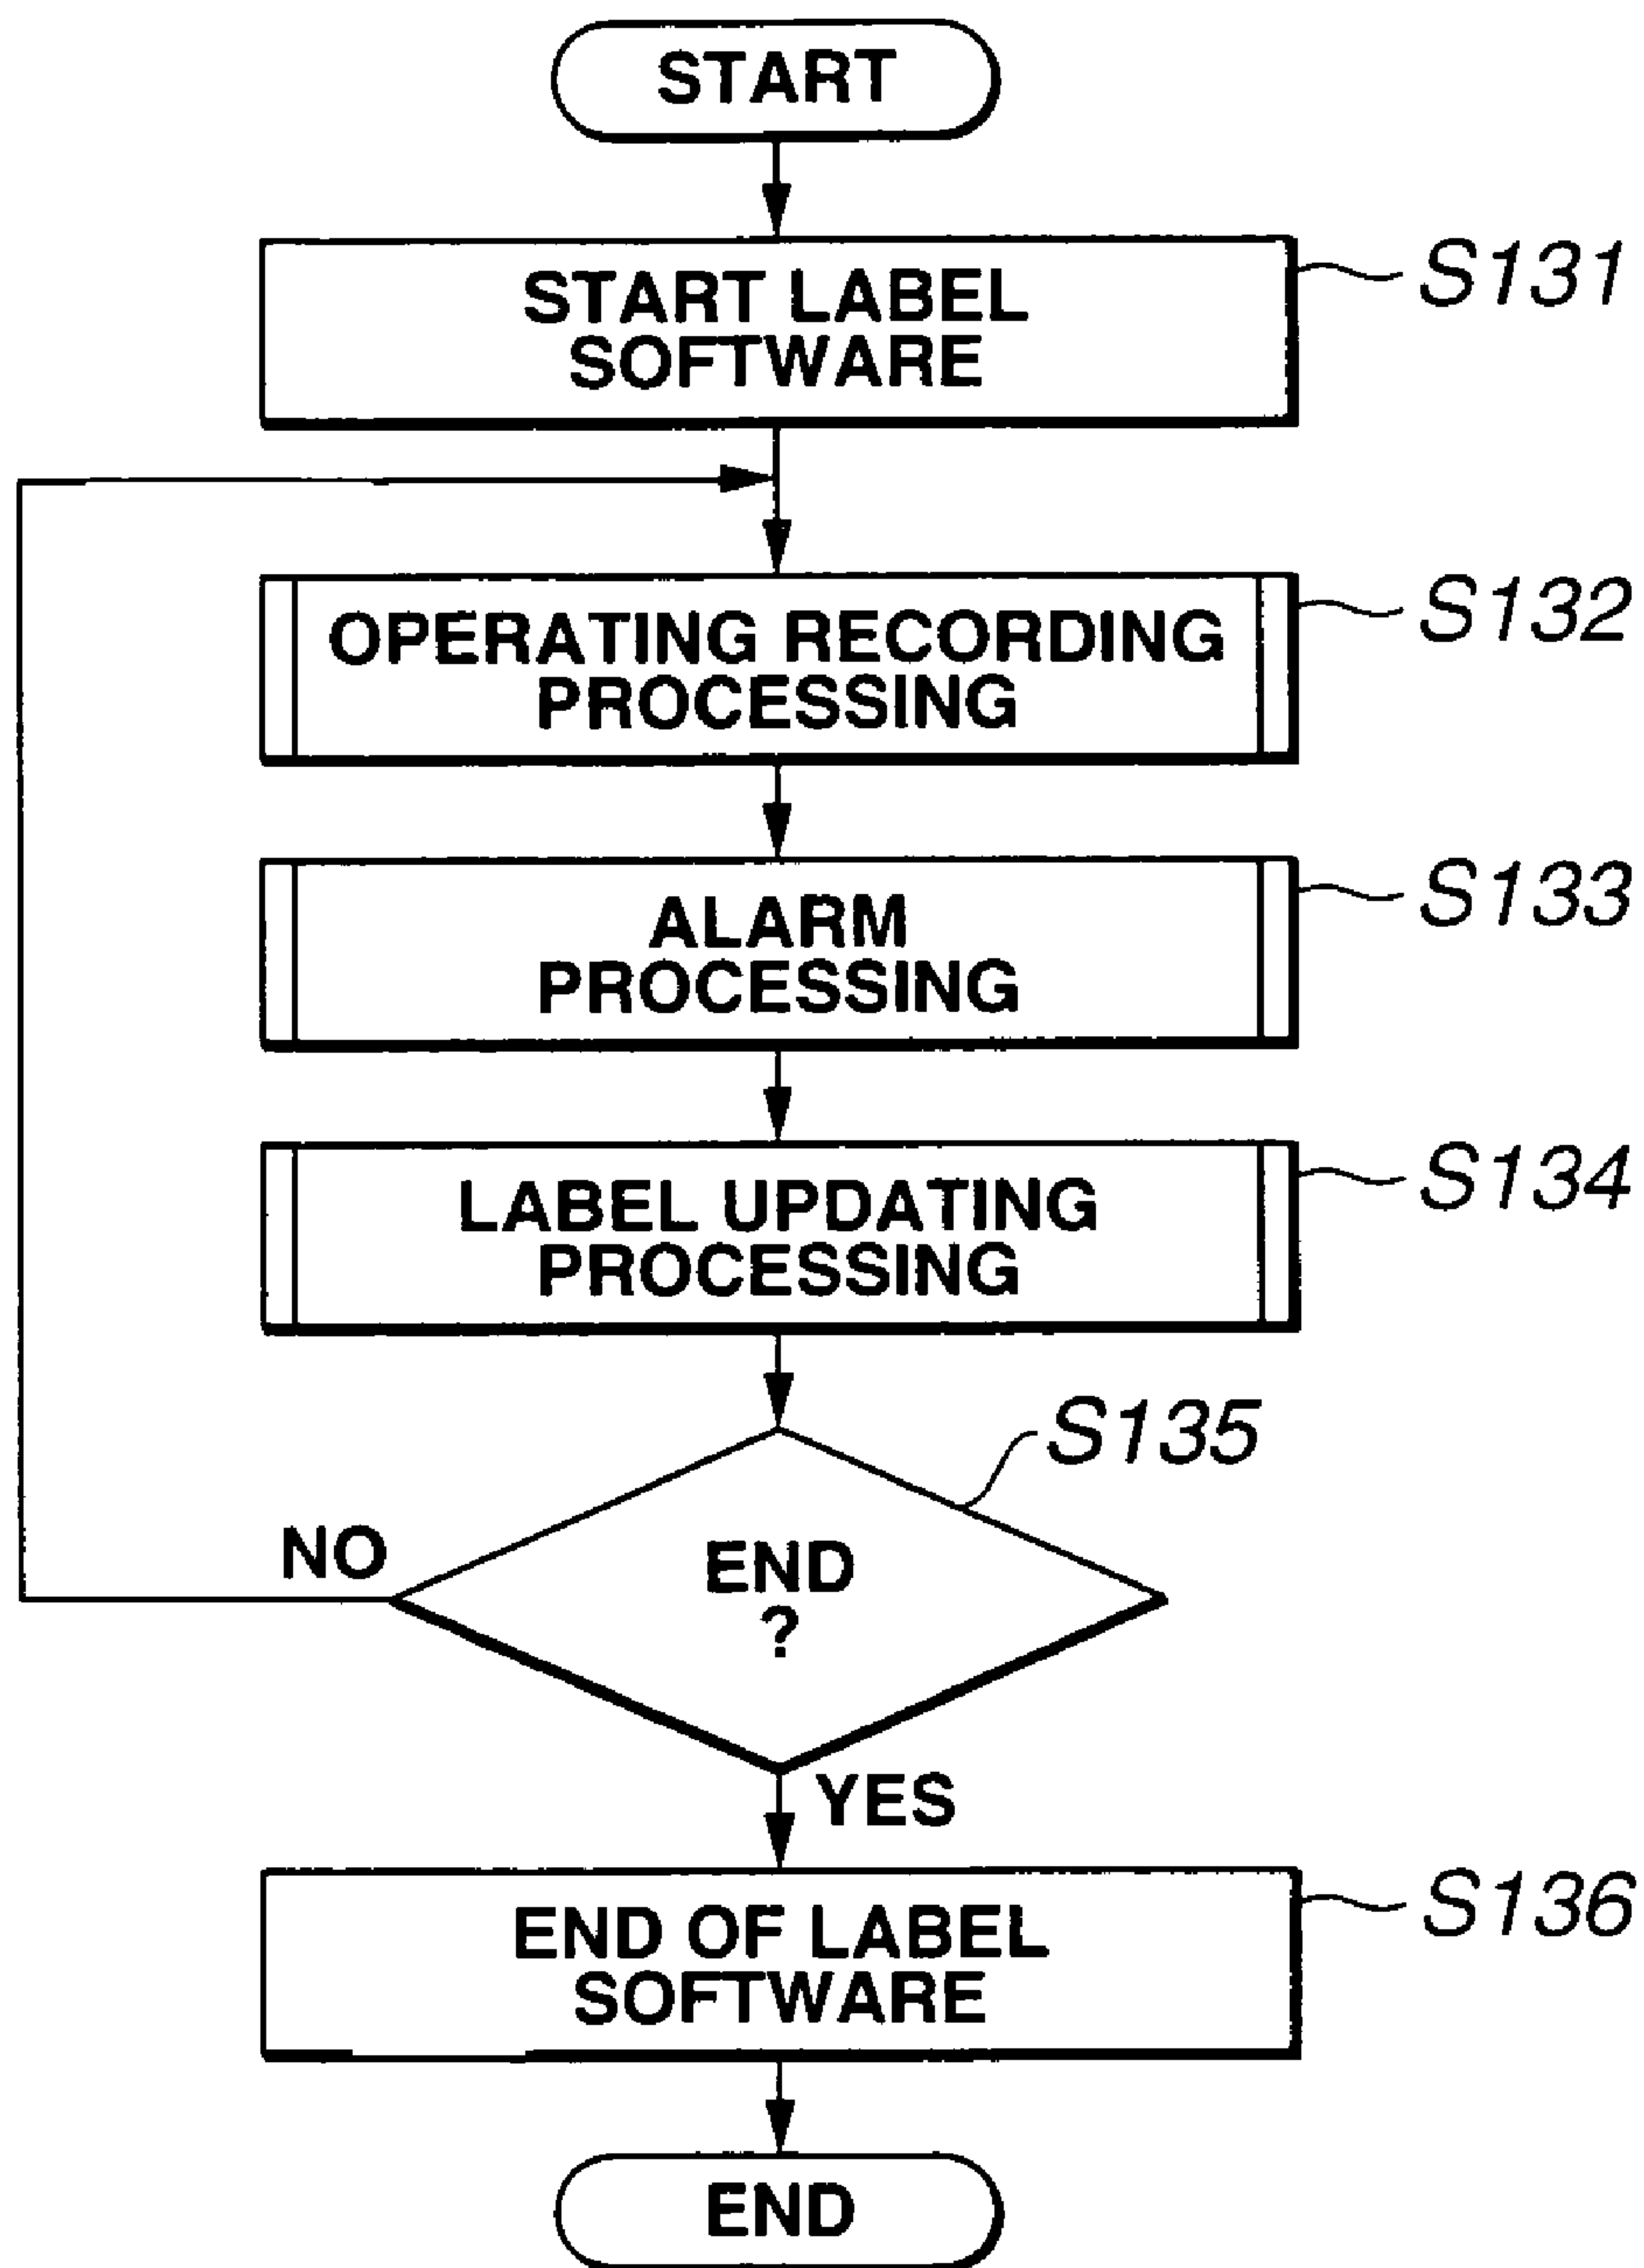 START
START LABEL
SOFTWARE
S131
OPERATING RECORDING
PROCESSING
S132
ALARM
PROCESSING
S133
LABEL UPDATING
PROCESSING
S134
S135
NO
END
?
YES
END OF LABEL
SOFTWARE
S136
END